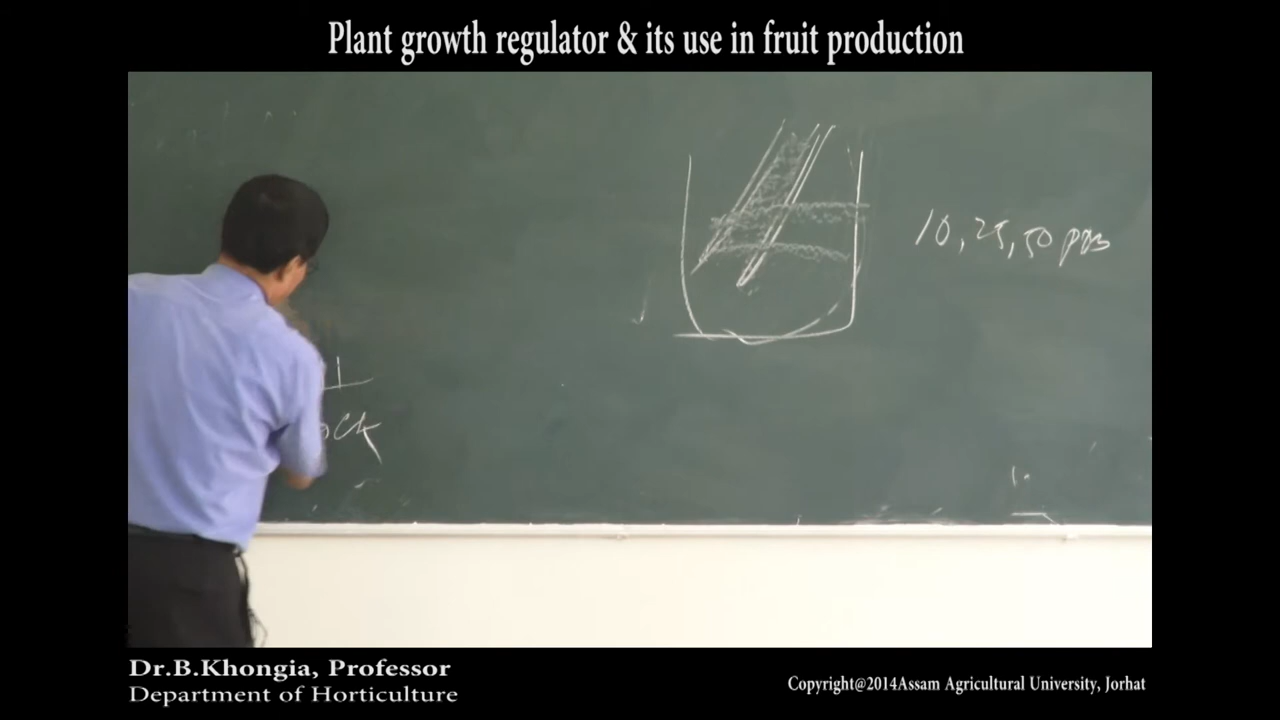 Plant growth regulator & its use in fruit production
10, 25, 50 ppm
ock
Dr.B.Khongia, Professor
Department of Horticulture
Copyright@2014Assam Agricultural University, Jorhat